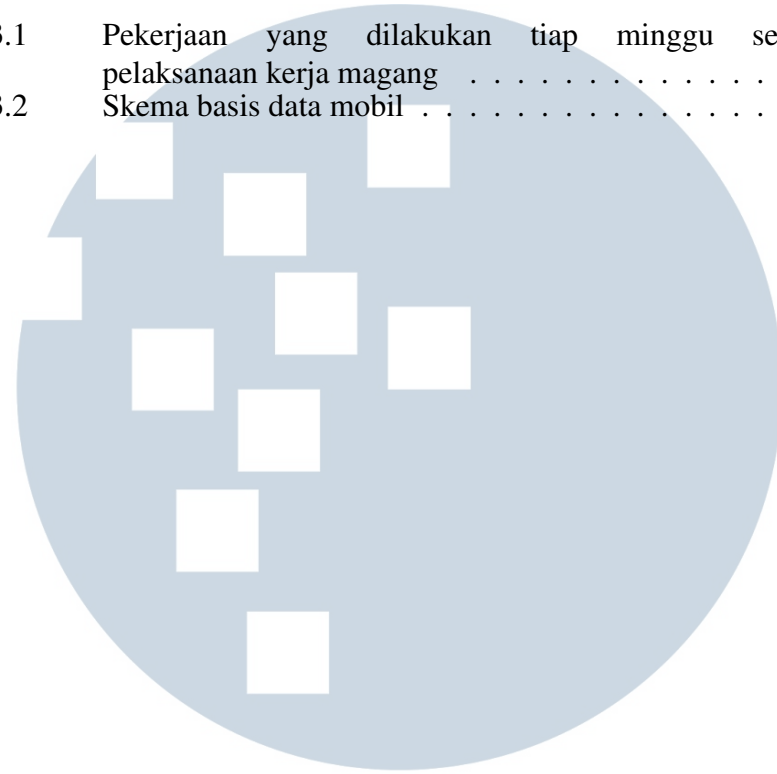 3.1 Pekerjaan yang dilakukan tiap minggu se
pelaksanaan kerja magang . . . . . . . . . . . . .
3.2 Skema basis data mobil . . . . . . . . . . . . . . .